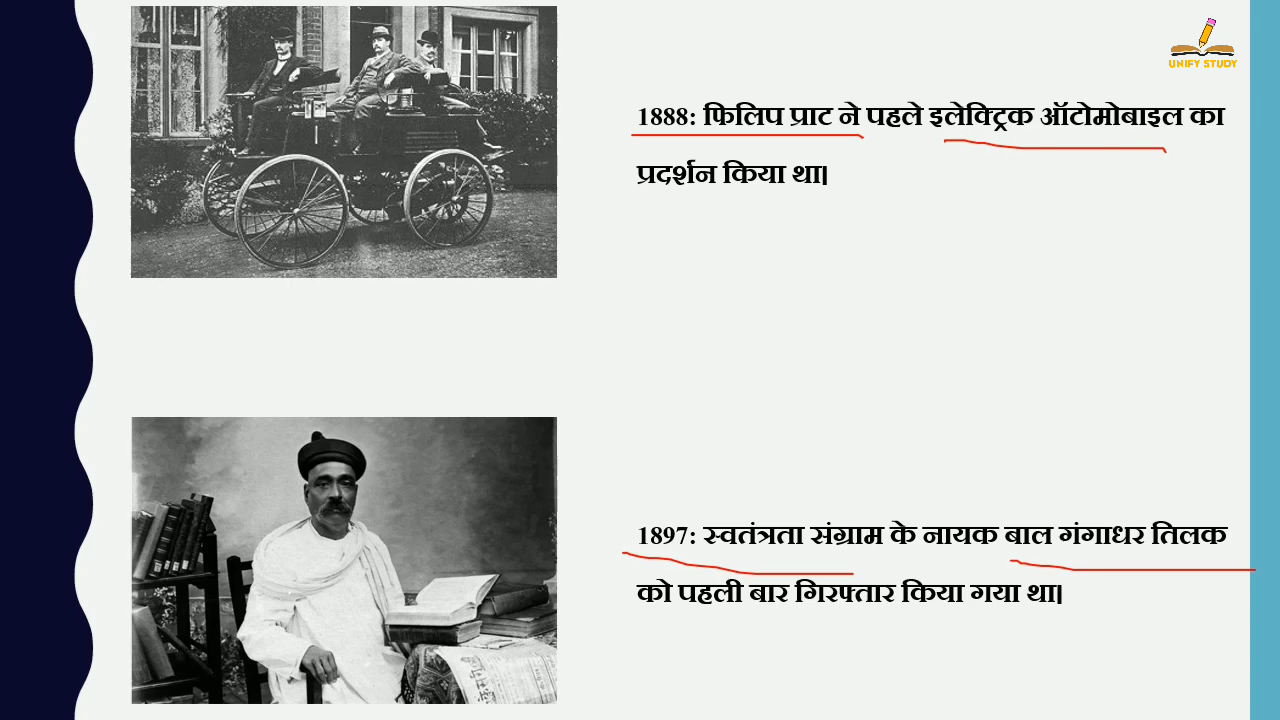 UNIFY STUDY
1888: फिलिप प्राट ने पहले इलेक्ट्रिक ऑटोमोबाइल का
प्रदर्शन किया था।
1897: स्वतंत्रता संग्राम के नायक बाल गंगाधर तिलक
को पहली बार गिरफ्तार किया गया था।